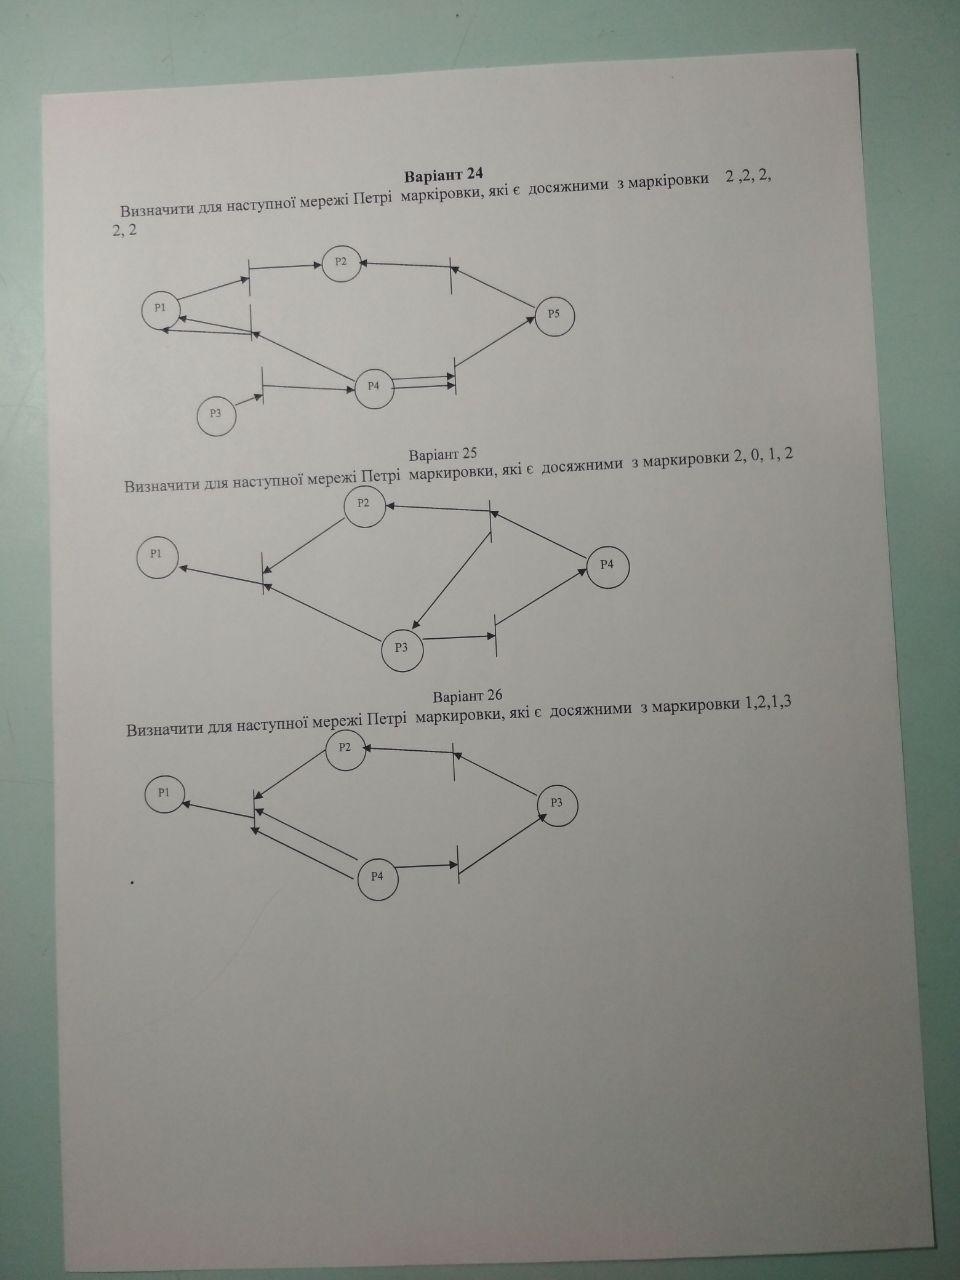 Варіант 24
Визначити для наступної мережі Петрі маркіровки, які є досяжними з маркіровки 2 ,2, 2,
2, 2
P2
P1
P5
P4
P3
Варіант 25
Визначити для наступної мережі Петрі маркировки, які є досяжними з маркировки 2, 0, 1, 2
P2
P1
P4
P3
Варіант 26
Визначити для наступної мережі Петрі маркировки, які є досяжними з маркировки 1,2,1,3
P2
P1
P3
P4